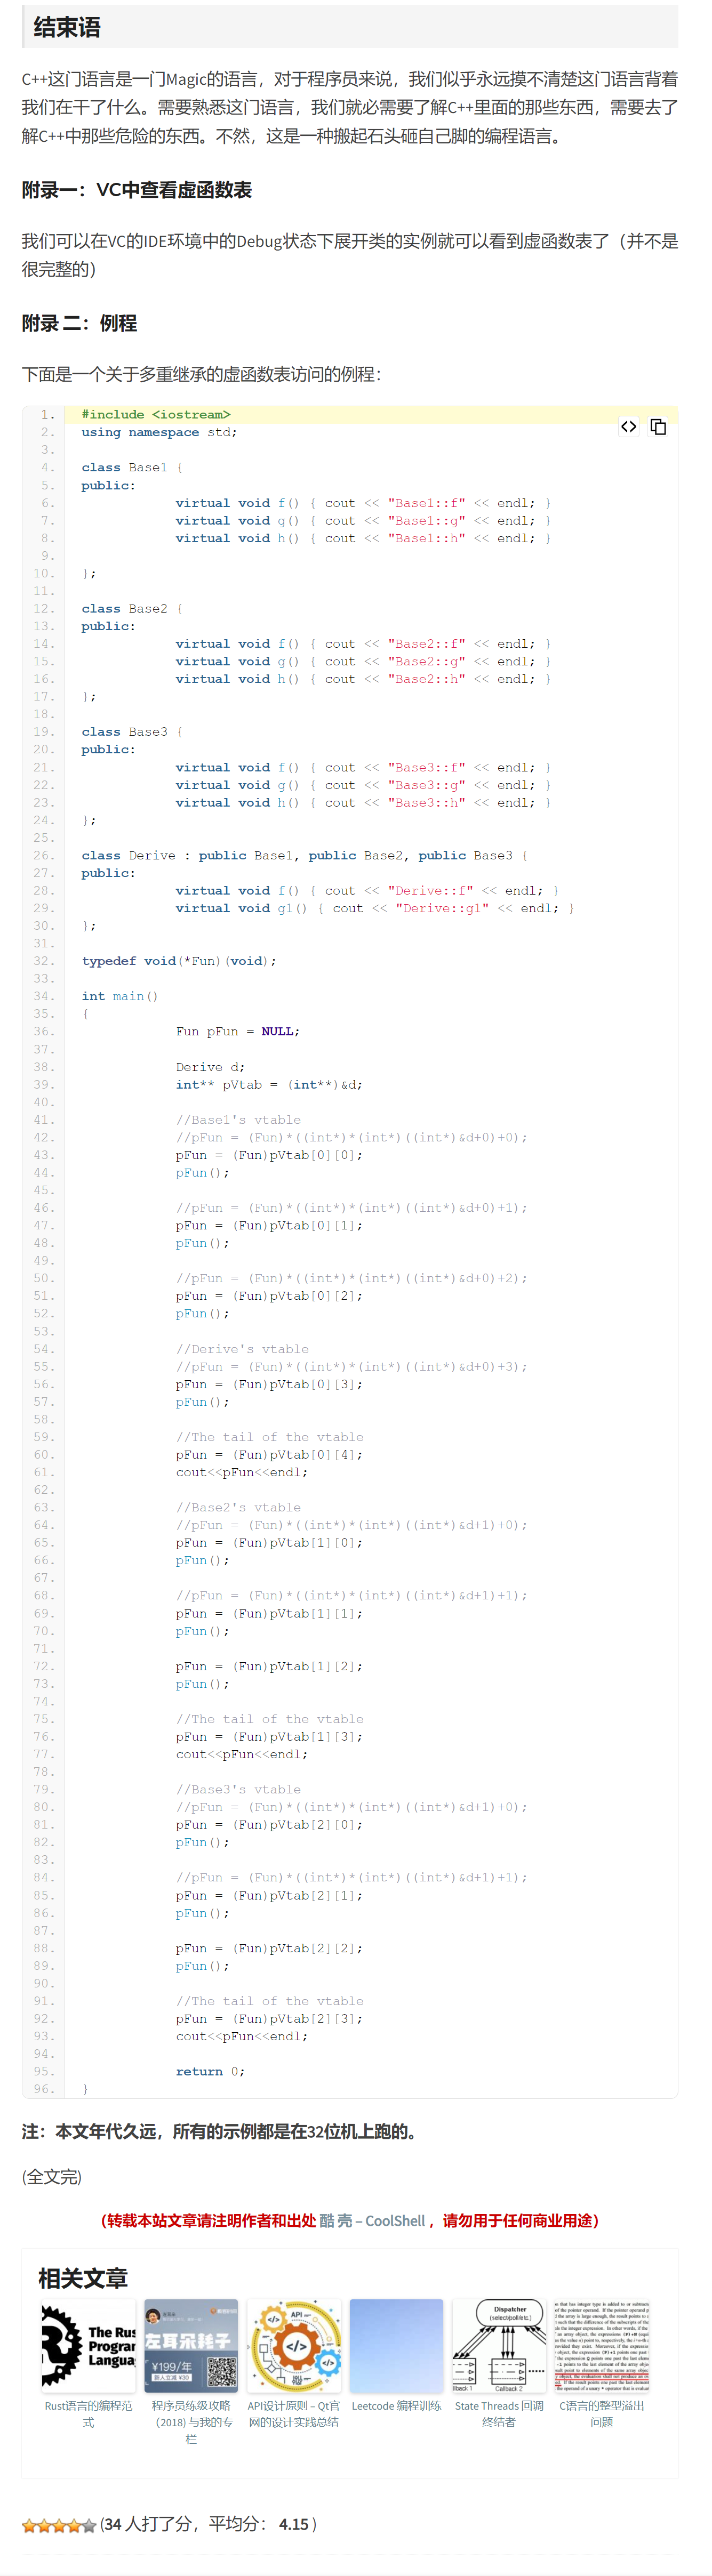 结束语
C++这门语言是一门Magic的语言，对于程序员来说，我们似乎永远摸不清楚这门语言背着
我们在干了什么。需要熟悉这门语言，我们就必需要了解C++里面的那些东西，需要去了
解C++中那些危险的东西。不然，这是一种搬起石头砸自己脚的编程语言。
附录一：VC中查看虚函数表
我们可以在VC的IDE环境中的Debug状态下展开类的实例就可以看到虚函数表了（并不是
很完整的）
附录 二：例程
下面是一个关于多重继承的虚函数表访问的例程：
1. #include <iostream>
2. using namespace std;
3.
4. class Base1 {
5. public:
6. virtual void f() { cout << "Base1::f" << endl; }
7. virtual void g() { cout << "Base1::g" << endl; }
8. virtual void h() { cout << "Base1::h" << endl; }
9.
10. };
11.
12. class Base2 {
13. public:
14. virtual void f() { cout << "Base2::f" << endl; }
15. virtual void g() { cout << "Base2::g" << endl; }
16. virtual void h() { cout << "Base2::h" << endl; }
17. };
18.
19. class Base3 {
20. public:
21. virtual void f() { cout << "Base3::f" << endl; }
22. virtual void g() { cout << "Base3::g" << endl; }
23. virtual void h() { cout << "Base3::h" << endl; }
24. };
25.
26. class Derive : public Base1, public Base2, public Base3 {
27. public:
28. virtual void f() { cout << "Derive::f" << endl; }
29. virtual void g1() { cout << "Derive::g1" << endl; }
30. };
31.
32. typedef void(*Fun)(void);
33.
34. int main()
35. {
36. Fun pFun = NULL;
37.
38. Derive d;
39. int** pVtab = (int**)&d;
40.
41. //Base1's vtable
42. //pFun = (Fun)*((int*)*(int*)((int*)&d+0)+0);
43. pFun = (Fun)pVtab[0][0];
44. pFun();
45.
46. //pFun = (Fun)*((int*)*(int*)((int*)&d+0)+1);
47. pFun = (Fun)pVtab[0][1];
48. pFun();
49.
50. //pFun = (Fun)*((int*)*(int*)((int*)&d+0)+2);
51. pFun = (Fun)pVtab[0][2];
52. pFun();
53.
54. //Derive's vtable
55. //pFun = (Fun)*((int*)*(int*)((int*)&d+0)+3);
56. pFun = (Fun)pVtab[0][3];
57. pFun();
58.
59. //The tail of the vtable
60. pFun = (Fun)pVtab[0][4];
61. cout<<pFun<<endl;
62.
63. //Base2's vtable
64. //pFun = (Fun)*((int*)*(int*)((int*)&d+1)+0);
65. pFun = (Fun)pVtab[1][0];
66. pFun();
67.
68. //pFun = (Fun)*((int*)*(int*)((int*)&d+1)+1);
69. pFun = (Fun)pVtab[1][1];
70. pFun();
71.
72. pFun = (Fun)pVtab[1][2];
73. pFun();
74.
75. //The tail of the vtable
76. pFun = (Fun)pVtab[1][3];
77. cout<<pFun<<endl;
78.
79. //Base3's vtable
80. //pFun = (Fun)*((int*)*(int*)((int*)&d+1)+0);
81. pFun = (Fun)pVtab[2][0];
82. pFun();
83.
84. //pFun = (Fun)*((int*)*(int*)((int*)&d+1)+1);
85. pFun = (Fun)pVtab[2][1];
86. pFun();
87.
88. pFun = (Fun)pVtab[2][2];
89. pFun();
90.
91. //The tail of the vtable
92. pFun = (Fun)pVtab[2][3];
93. cout<<pFun<<endl;
94.
95. return 0;
96. }
注：本文年代久远，所有的示例都是在32位机上跑的。
(全文完)
（转载本站文章请注明作者和出处 酷 壳 – CoolShell ，请勿用于任何商业用途）
相关文章
The Rus
Progran
Langua
左耳朵耗子
¥199/年
新人立减 ¥30
API
Dispatcher
(select/poll/etc.)
llback 1
Callback 2
Rust语言的编程范
式
程序员练级攻略
（2018) 与我的专
栏
API设计原则 – Qt官
网的设计实践总结
Leetcode 编程训练
State Threads 回调
终结者
C语言的整型溢出
问题
(34 人打了分，平均分： 4.15 )